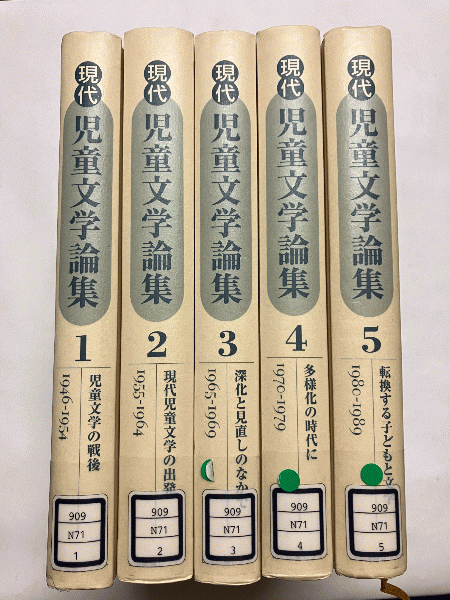 現代
児童文学論集
1
児童文学の戦後
1946-1954
909
N71
1
現代
児童文学論集
2
現代児童文学の出発
1955-1964
909
N71
2
現代
児童文学論集
3
深化と見直しのなか
1965-1969
909
N71
3
現代
児童文学論集
4
多様化の時代に
1970-1979
909
N71
4
現代
児童文学論集
5
転換する子どもと
1980-1989
909
N71
5